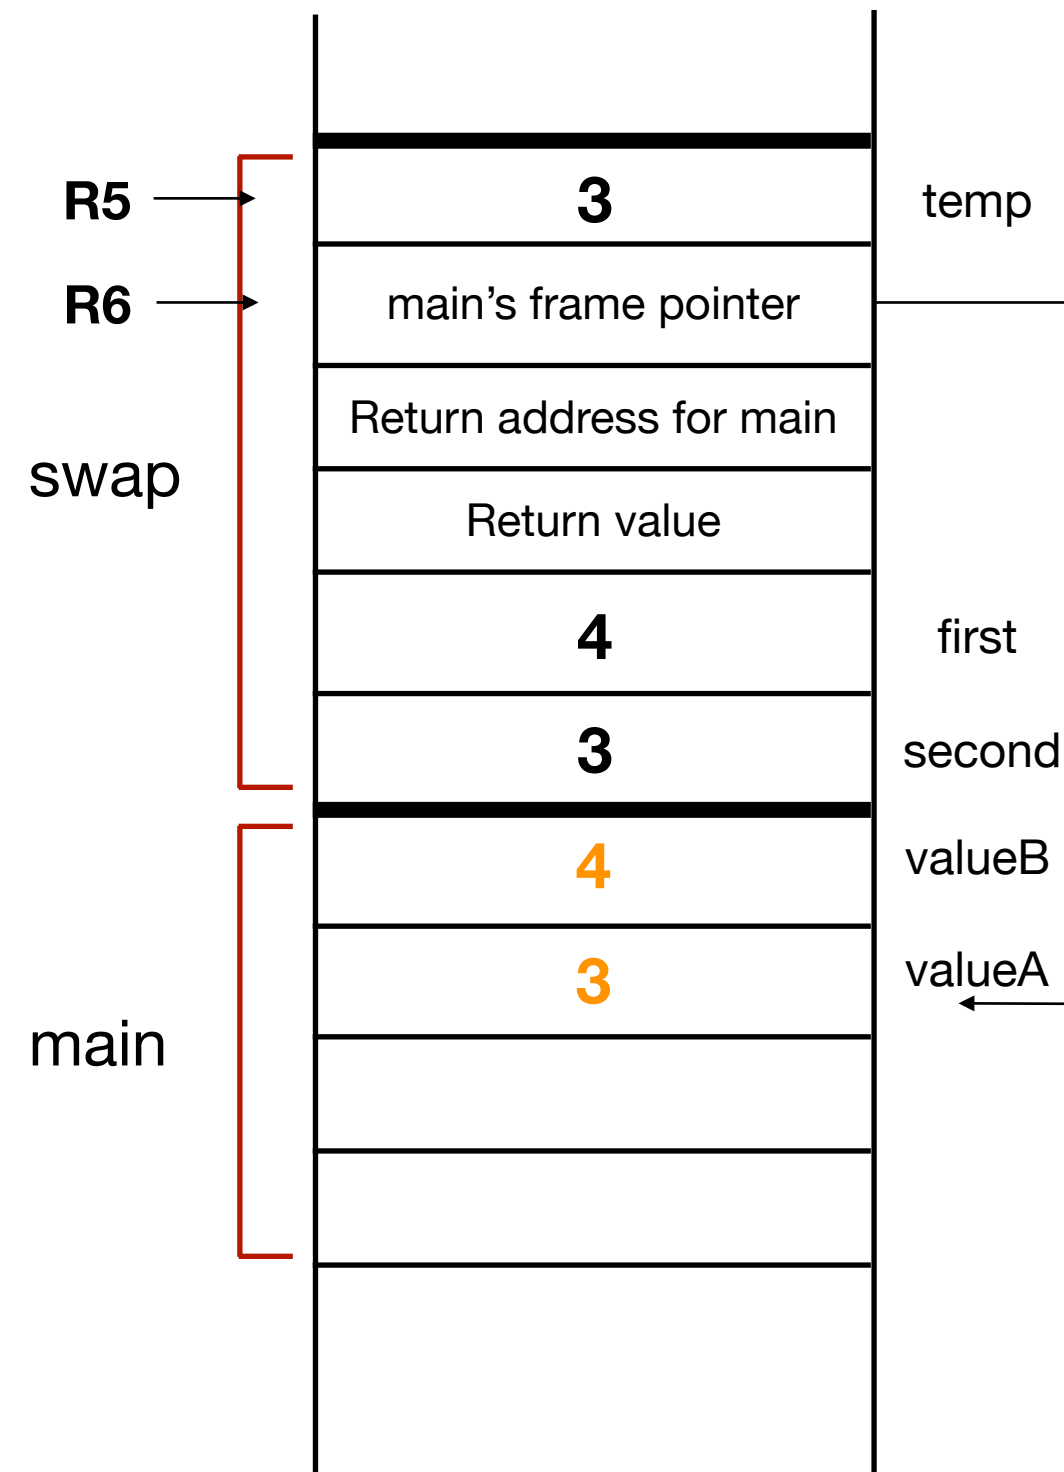 R5 3 temp
R6 main's frame pointer
Return address for main
swap
Return value
4 first
3 second
4 valueB
3 valueA
main